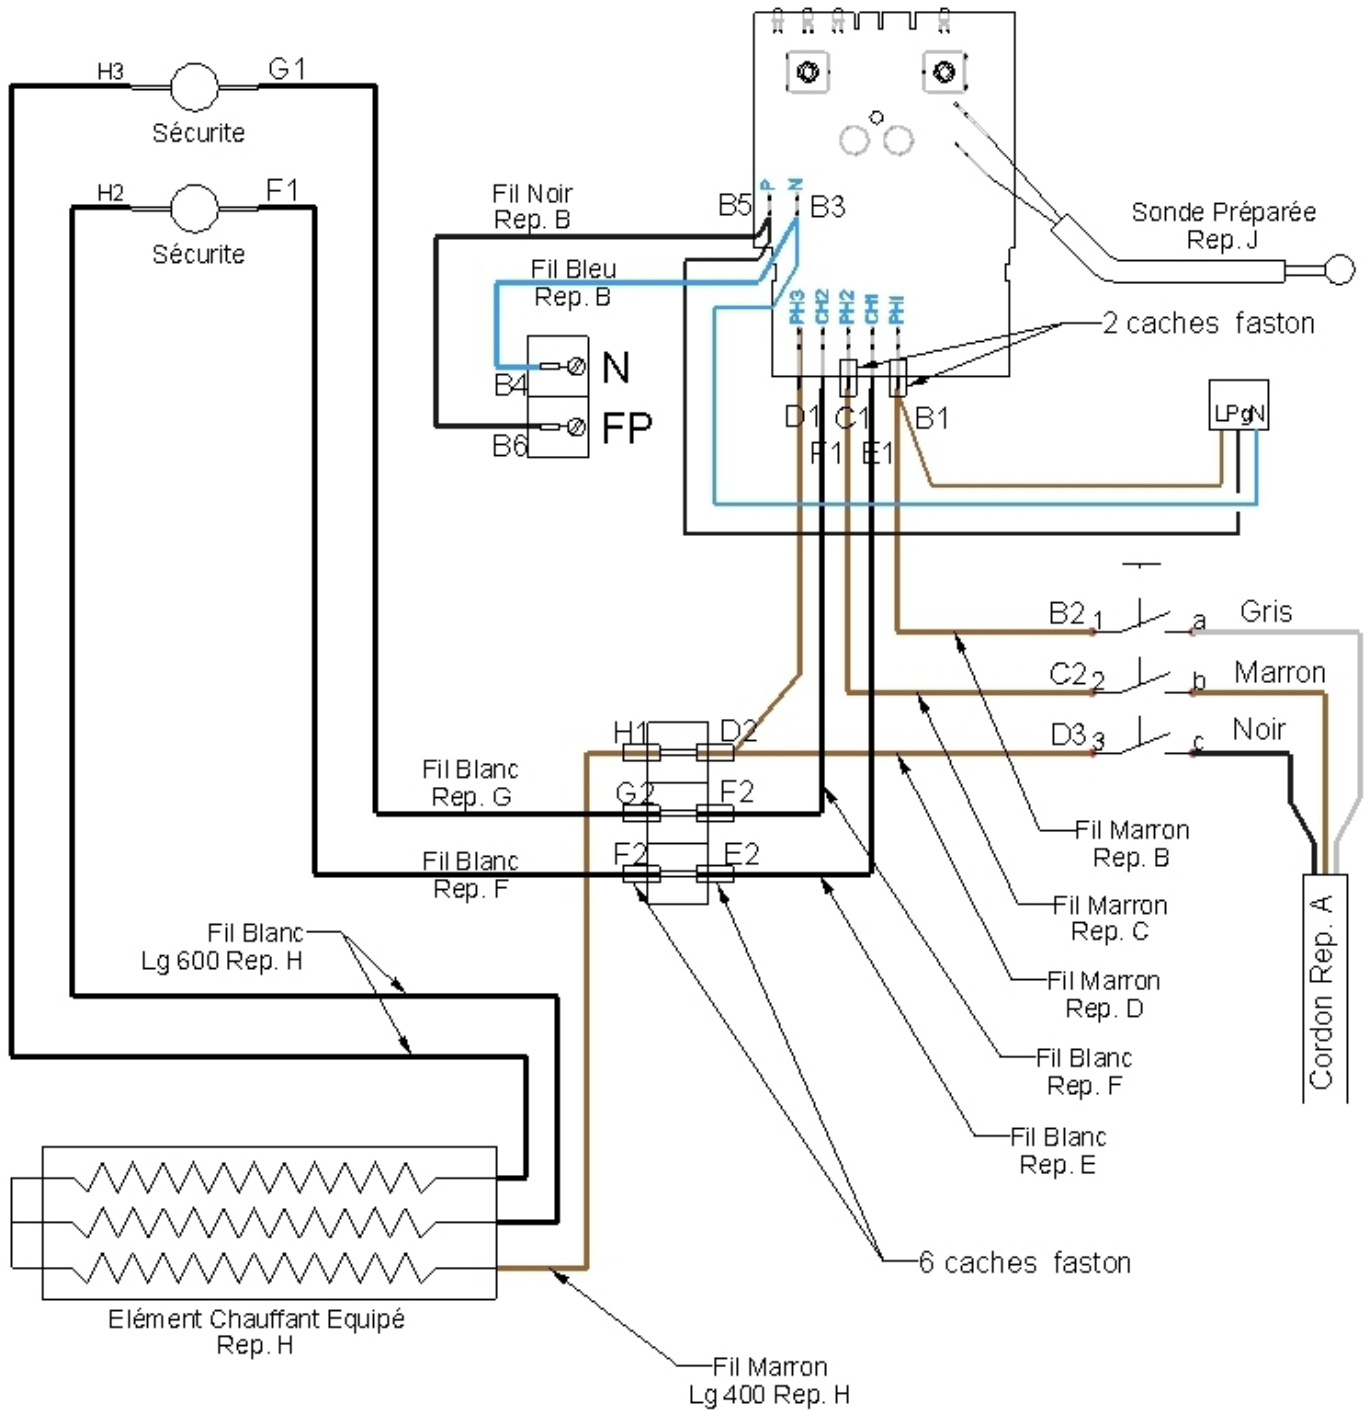 H3
G1
Sécurite
H2
F1
Sécurite
Fil Noir
Rep. B
B5
P
N
B3
Fil Bleu
Rep. B
Sonde Préparée
Rep. J
PH3
CH2
PH2
CH1
PH1
2 caches faston
N
B4
FP
B6
D1
C1
B1
F1
E1
LPgN
B2
1
a
Gris
C2
2
b
Marron
D3
3
c
Noir
H1
D2
Fil Blanc
Rep. G
G2
F2
Fil Blanc
Rep. F
F2
E2
Fil Marron
Rep. B
Fil Marron
Rep. C
Fil Marron
Rep. D
Fil Blanc
Rep. F
Fil Blanc
Rep. E
Cordon Rep. A
Fil Blanc
Lg 600 Rep. H
6 caches faston
Elément Chauffant Equipé
Rep. H
Fil Marron
Lg 400 Rep. H